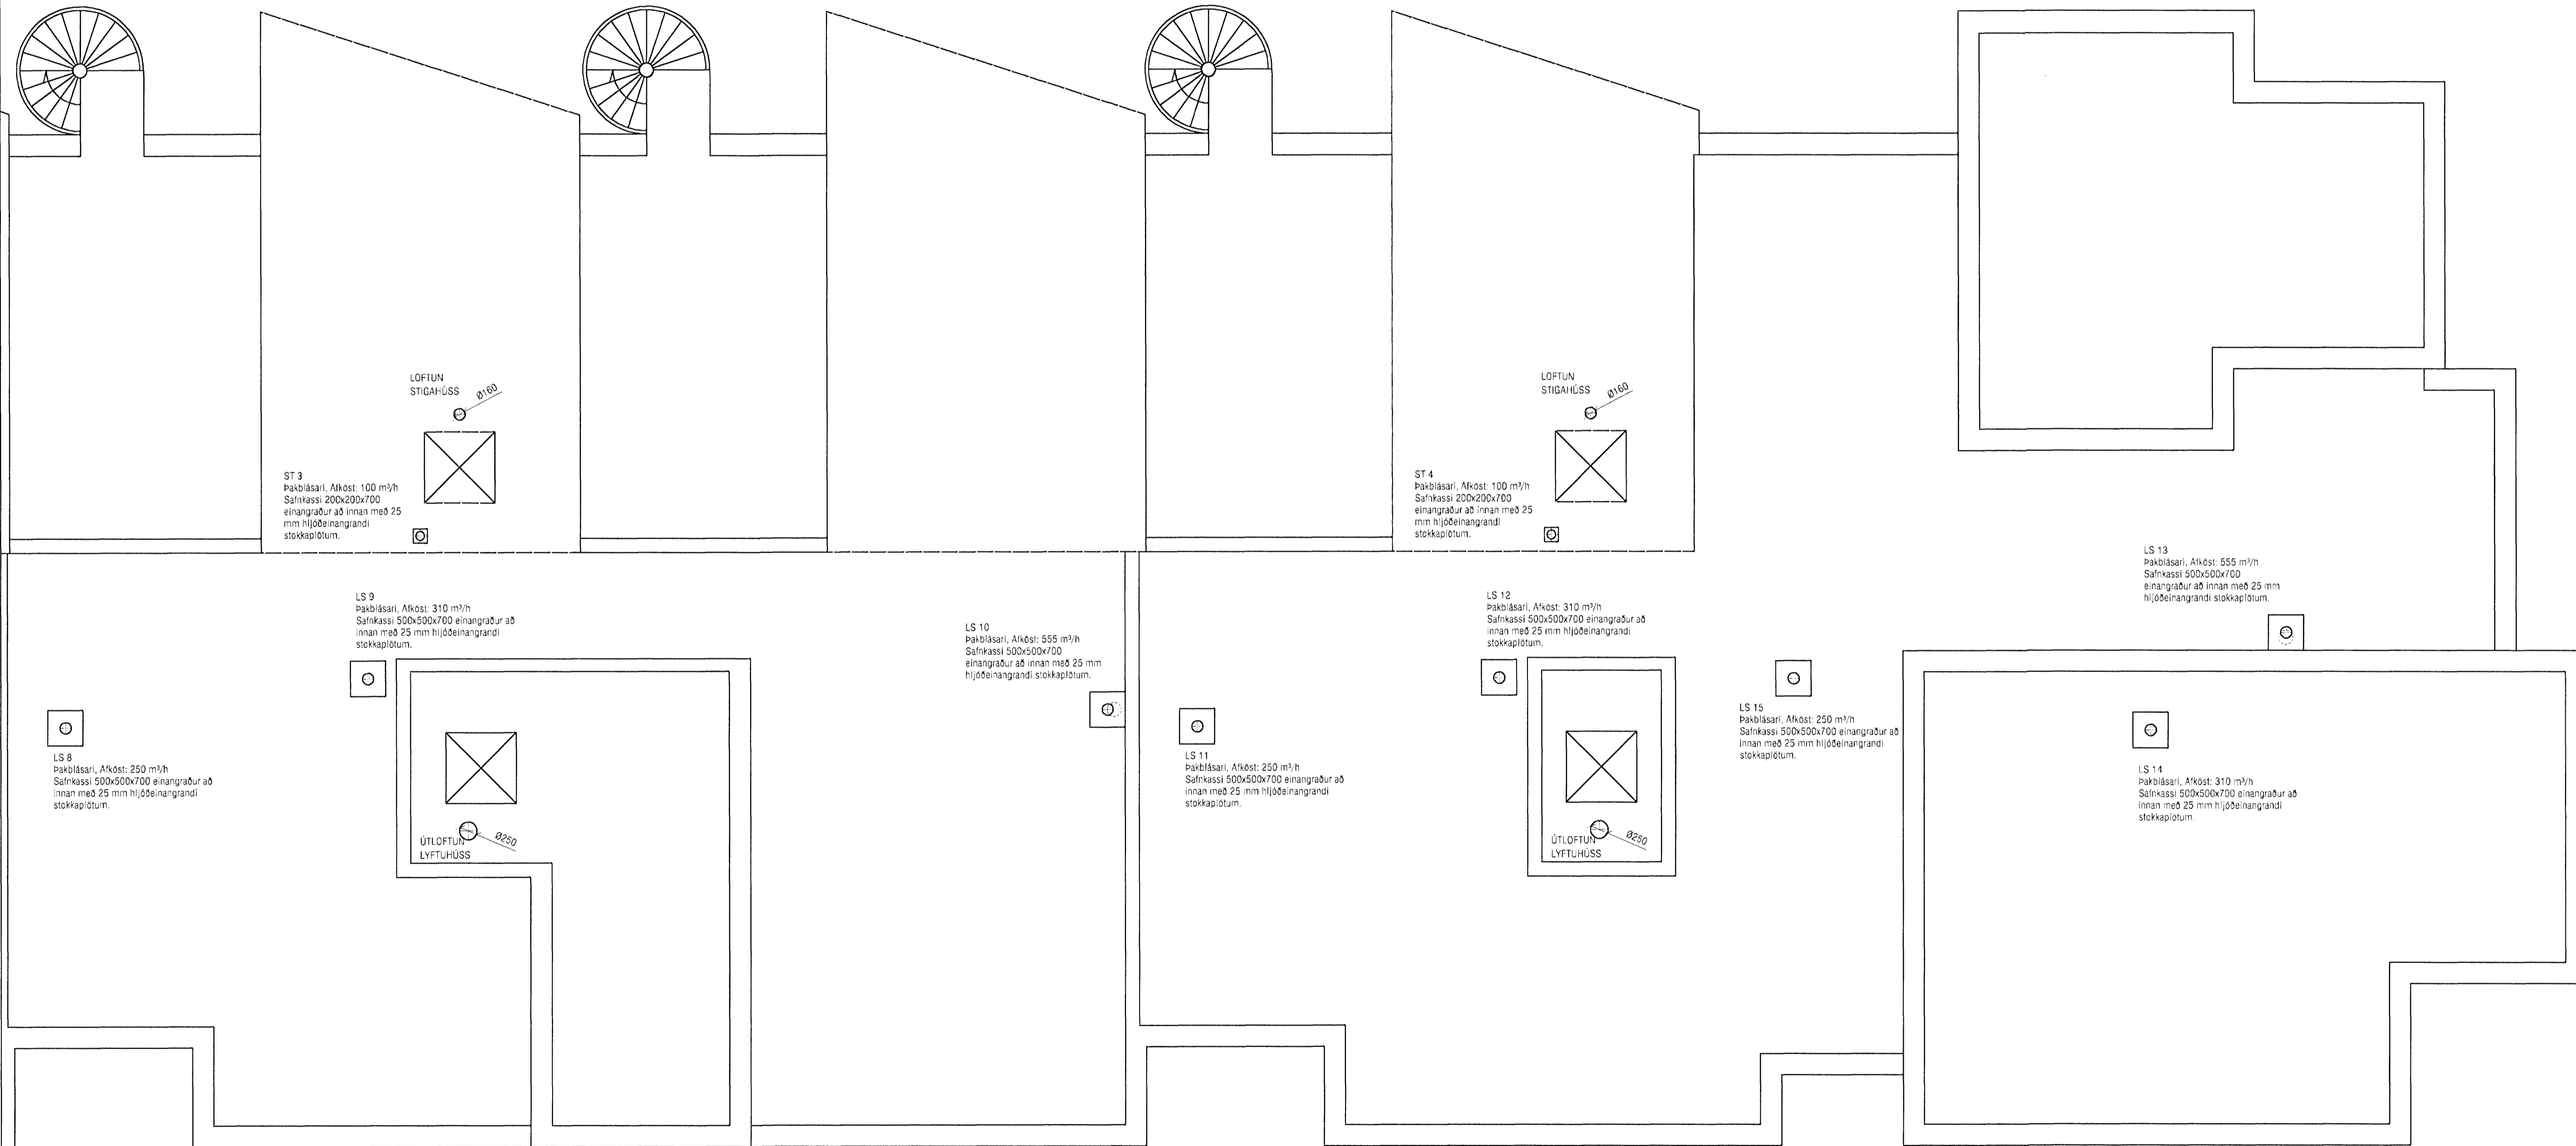 LOFTUN
STIGAHÚSS
Ø160
ST 3
Þakblásari, Afköst: 100 m³/h
Safnkassi 200x200x700
einangraður að innan með 25
mm hljóðeinangrandi
stokkaplötum.
LOFTUN
STIGAHÚSS
Ø160
ST 4
Þakblásari, Afköst: 100 m³/h
Safnkassi 200x200x700
einangraður að innan með 25
mm hljóðeinangrandi
stokkaplötum.
LS 13
Þakblásari, Afköst: 555 m³/h
Safnkassi 500x500x700
einangraður að innan með 25 mm
hljóðeinangrandi stokkaplötum.
LS 9
Þakblásari, Afköst: 310 m³/h
Safnkassi 500x500x700 einangraður að
innan með 25 mm hljóðeinangrandi
stokkaplötum.
LS 10
Þakblásari, Afköst: 555 m³/h
Safnkassi 500x500x700
einangraður að innan með 25 mm
hljóðeinangrandi stokkaplötum.
LS 12
Þakblásari, Afköst: 310 m³/h
Safnkassi 500x500x700 einangraður að
innan með 25 mm hljóðeinangrandi
stokkaplötum.
LS 8
Þakblásari, Afköst: 250 m³/h
Safnkassi 500x500x700 einangraður að
innan með 25 mm hljóðeinangrandi
stokkaplötum.
ÚTLOFTUN
LYFTUHÚSS
Ø250
LS 11
Þakblásari, Afköst: 250 m³/h
Safnkassi 500x500x700 einangraður að
innan með 25 mm hljóðeinangrandi
stokkaplötum.
ÚTLOFTUN
LYFTUHÚSS
Ø250
LS 15
Þakblásari, Afköst: 250 m³/h
Safnkassi 500x500x700 einangraður að
innan með 25 mm hljóðeinangrandi
stokkaplötum.
LS 14
Þakblásari, Afköst: 310 m³/h
Safnkassi 500x500x700 einangraður að
innan með 25 mm hljóðeinangrandi
stokkaplötum.